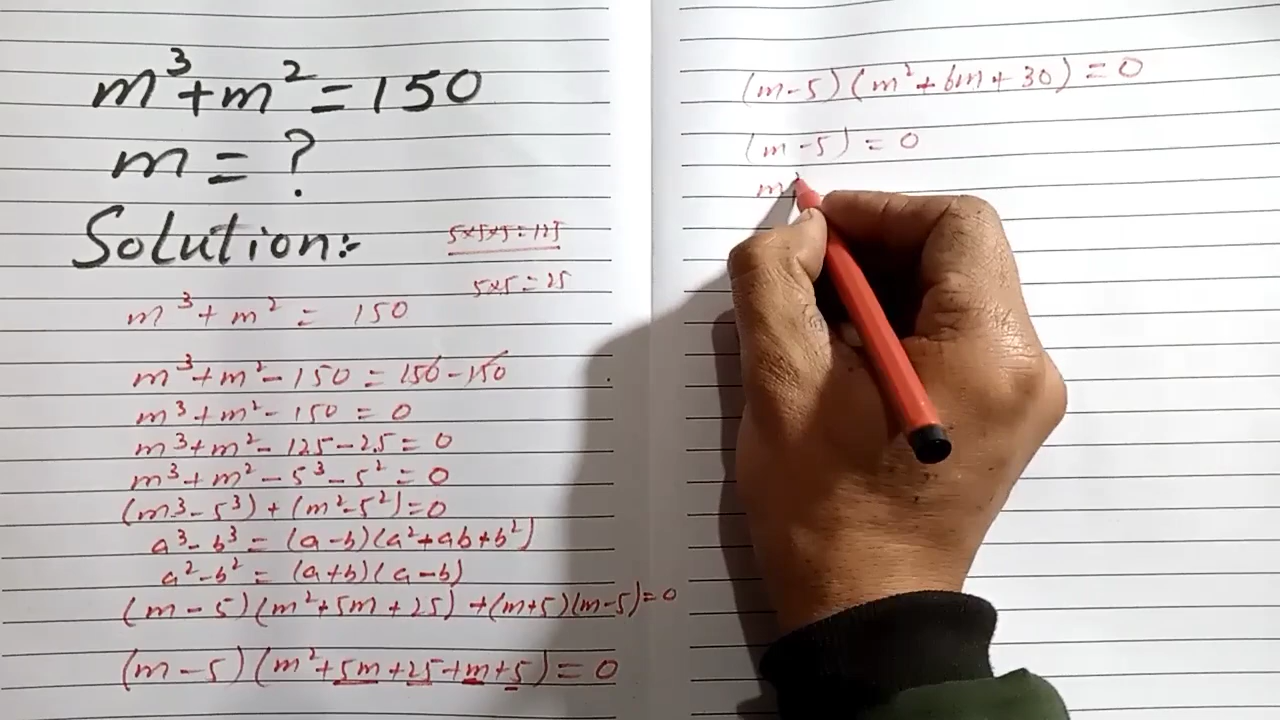 m³+m²=150
m=?
Solution:-
5×5×5=125
5×5=25
m³+m²=150
m³+m²-150=150-150
m³+m²-150=0
m³+m²-125-25=0
m³+m²-5³-5²=0
(m³-5³)+(m²-5²)=0
a³-b³=(a-b)(a²+ab+b²)
a²-b²=(a+b)(a-b)
(m-5)(m²+5m+25)+(m+5)(m-5)=0
(m-5)(m²+5m+25+m+5)=0
(m-5)(m²+6m+30)=0
(m-5)=0
m